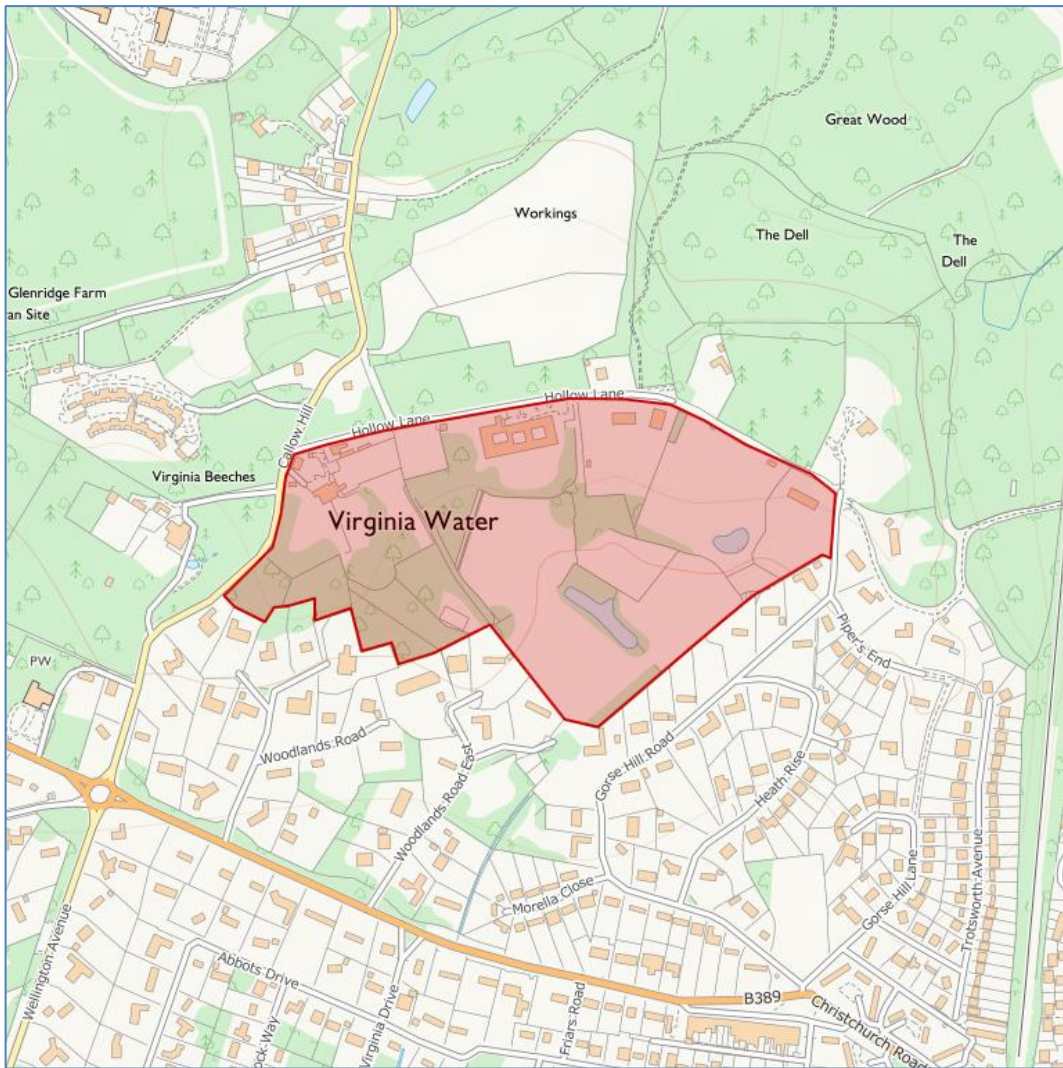 Great Wood
Workings
The Dell
The
Dell
Glenridge Farm
an Site
Hollow Lane
Hollow Lane
Callow Hill
Virginia Beeches
Virginia Water
Piper's End
PW
Woodlands Road
Woodlands Road East
Gorse Hill Road
Heath Rise
Gorse Hill Lane
Trotsworth Avenue
Morella Close
Wellington Avenue
Abbots Drive
ock Way
Virginia Drive
Friars Road
B389
Christchurch Road